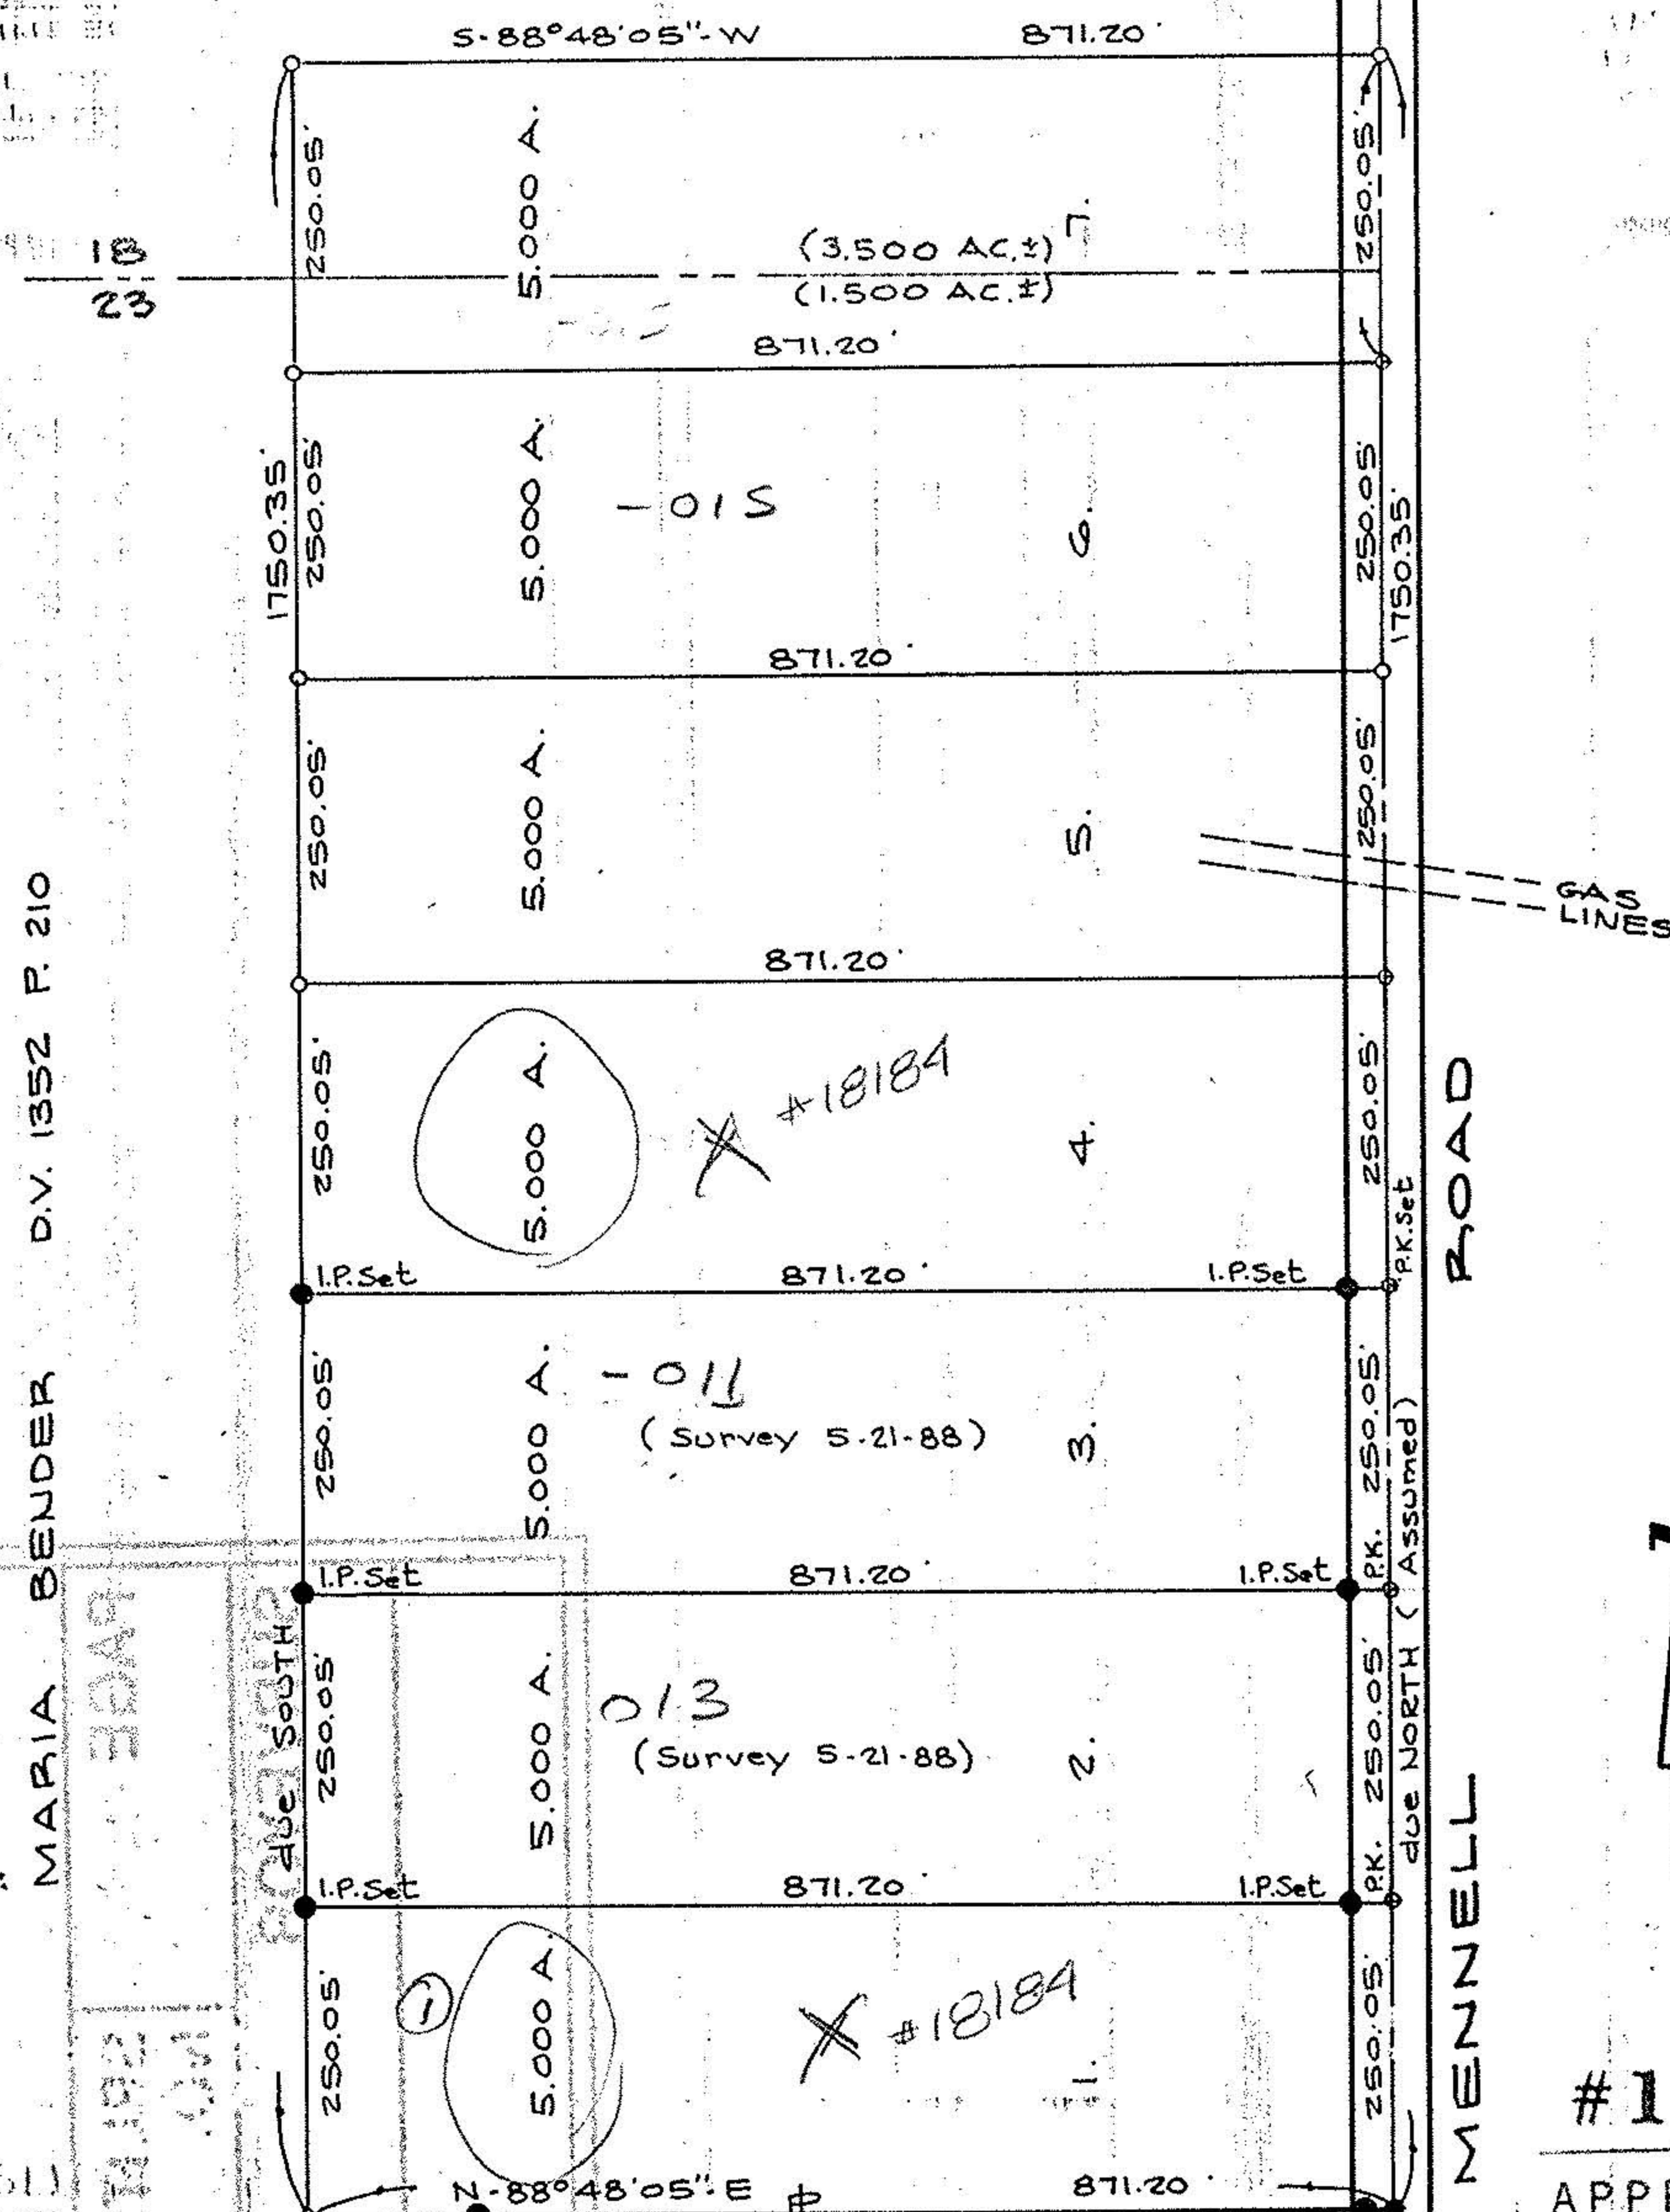 S-88°48'05"-W 871.20'
250.05'
5.000 A.
7.
250.05'
18
23
(3.500 AC.±)
(1.500 AC.±)
871.20'
1750.35'
250.05'
5.000 A.
-015
6.
250.05'
1750.35'
871.20'
250.05'
5.000 A.
5.
250.05'
GAS
LINES
871.20'
250.05'
5.000 A.
X #18184
4.
250.05'
P.K.Set
I.P.Set 871.20' I.P.Set
250.05'
5.000 A.
-011
(Survey 5-21-88)
3.
P.K. 250.05'
I.P.Set 871.20' I.P.Set
due SOUTH
250.05'
5.000 A.
013
(Survey 5-21-88)
2.
P.K. 250.05'
due NORTH (Assumed)
I.P.Set 871.20' I.P.Set
250.05'
1
5.000 A.
X #18184
1.
250.05'
N-88°48'05"-E 871.20'
MARIA BENDER D.V. 1352 P. 210
MENNELL ROAD
#1